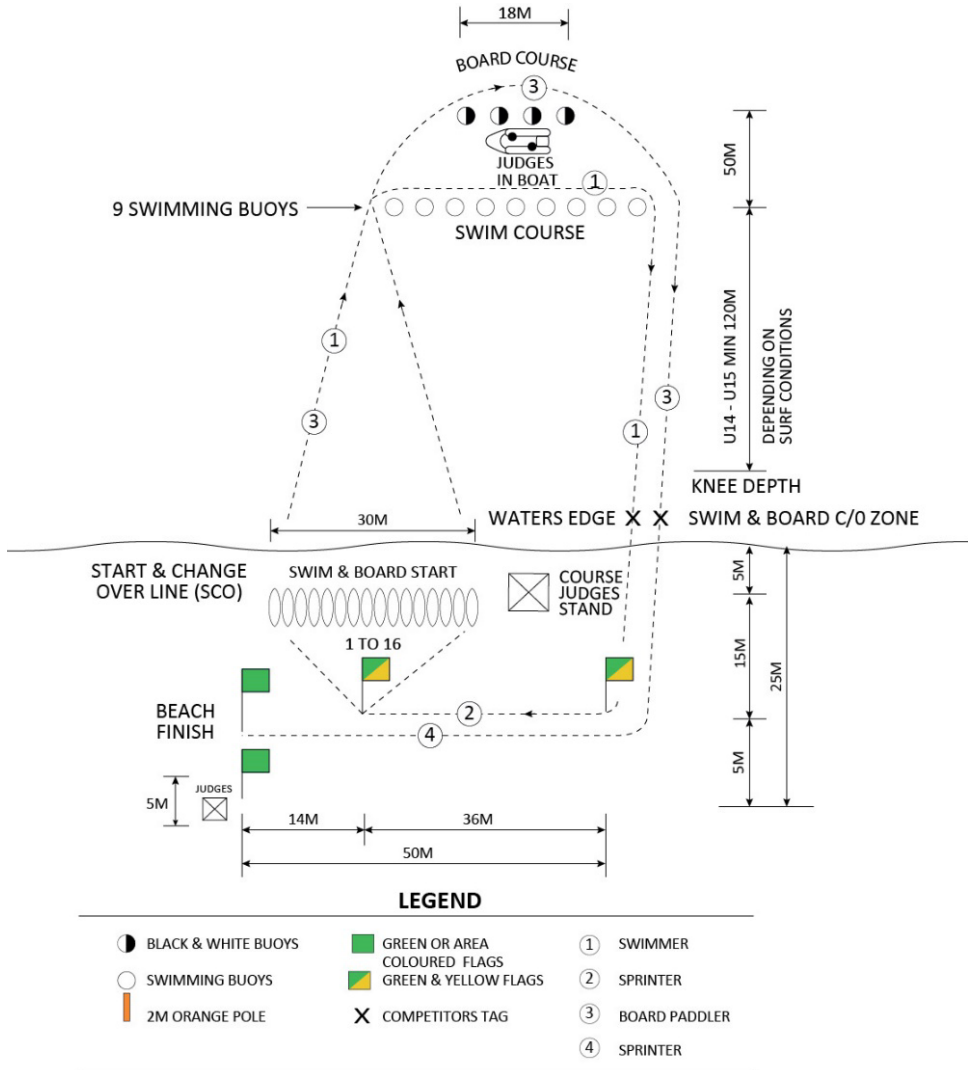 18M
BOARD COURSE
3
JUDGES
IN BOAT
50M
1
9 SWIMMING BUOYS
SWIM COURSE
1
3
1
3
U14 - U15 MIN 120M
DEPENDING ON
SURF CONDITIONS
KNEE DEPTH
30M
WATERS EDGE X X SWIM & BOARD C/0 ZONE
START & CHANGE
OVER LINE (SCO)
SWIM & BOARD START
COURSE
JUDGES
STAND
5M
1 TO 16
15M
25M
BEACH
FINISH
2
4
5M
JUDGES
5M
14M
36M
50M
LEGEND
BLACK & WHITE BUOYS
SWIMMING BUOYS
2M ORANGE POLE
GREEN OR AREA
COLOURED FLAGS
GREEN & YELLOW FLAGS
X COMPETITORS TAG
1 SWIMMER
2 SPRINTER
3 BOARD PADDLER
4 SPRINTER